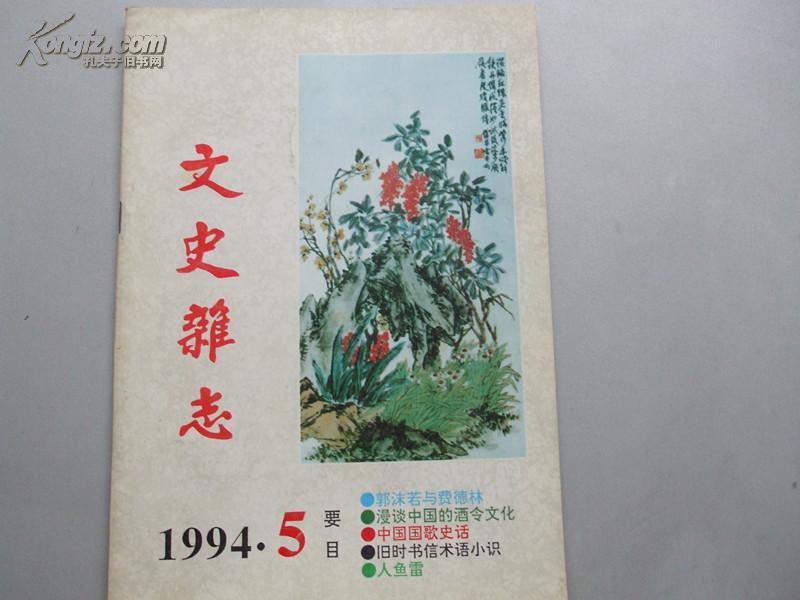 Kongfz.com
孔夫子旧书网
文史雜志
1994·5
要目
●郭沫若与费德林
●漫谈中国的酒令文化
●中国国歌史话
●旧时书信术语小识
●人鱼雷